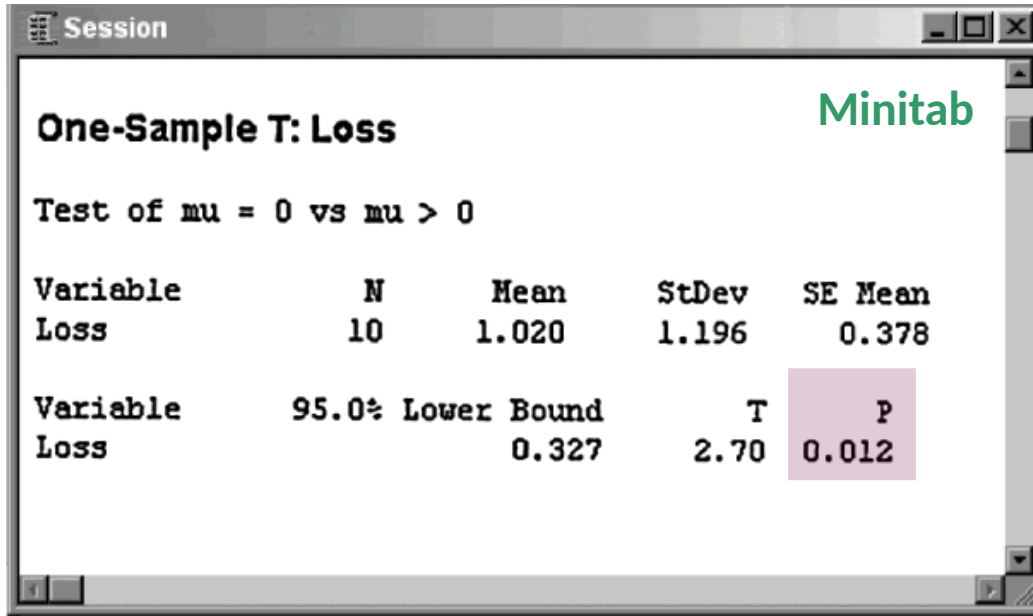 Session
Minitab
One-Sample T: Loss
Test of mu = 0 vs mu > 0
Variable N Mean StDev SE Mean
Loss 10 1.020 1.196 0.378
Variable 95.0% Lower Bound T P
Loss 0.327 2.70 0.012